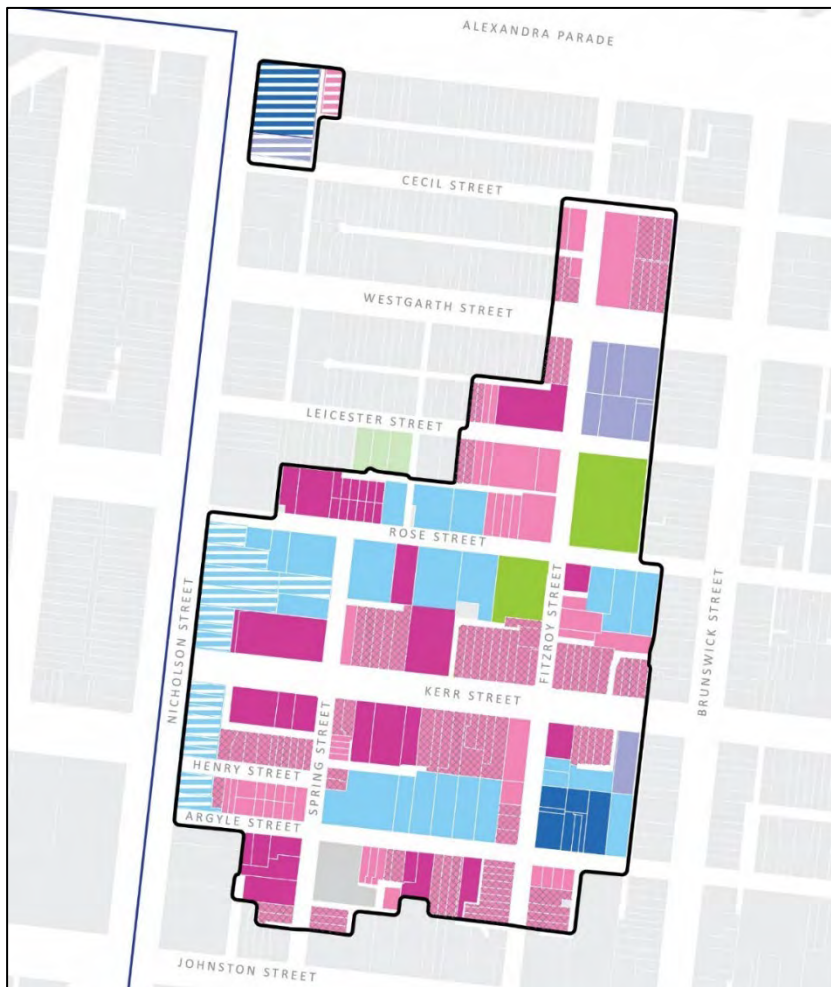 ALEXANDRA PARADE
CECIL STREET
WESTGARTH STREET
LEICESTER STREET
ROSE STREET
NICHOLSON STREET
FITZROY STREET
BRUNSWICK STREET
KERR STREET
SPRING STREET
HENRY STREET
ARGYLE STREET
JOHNSTON STREET